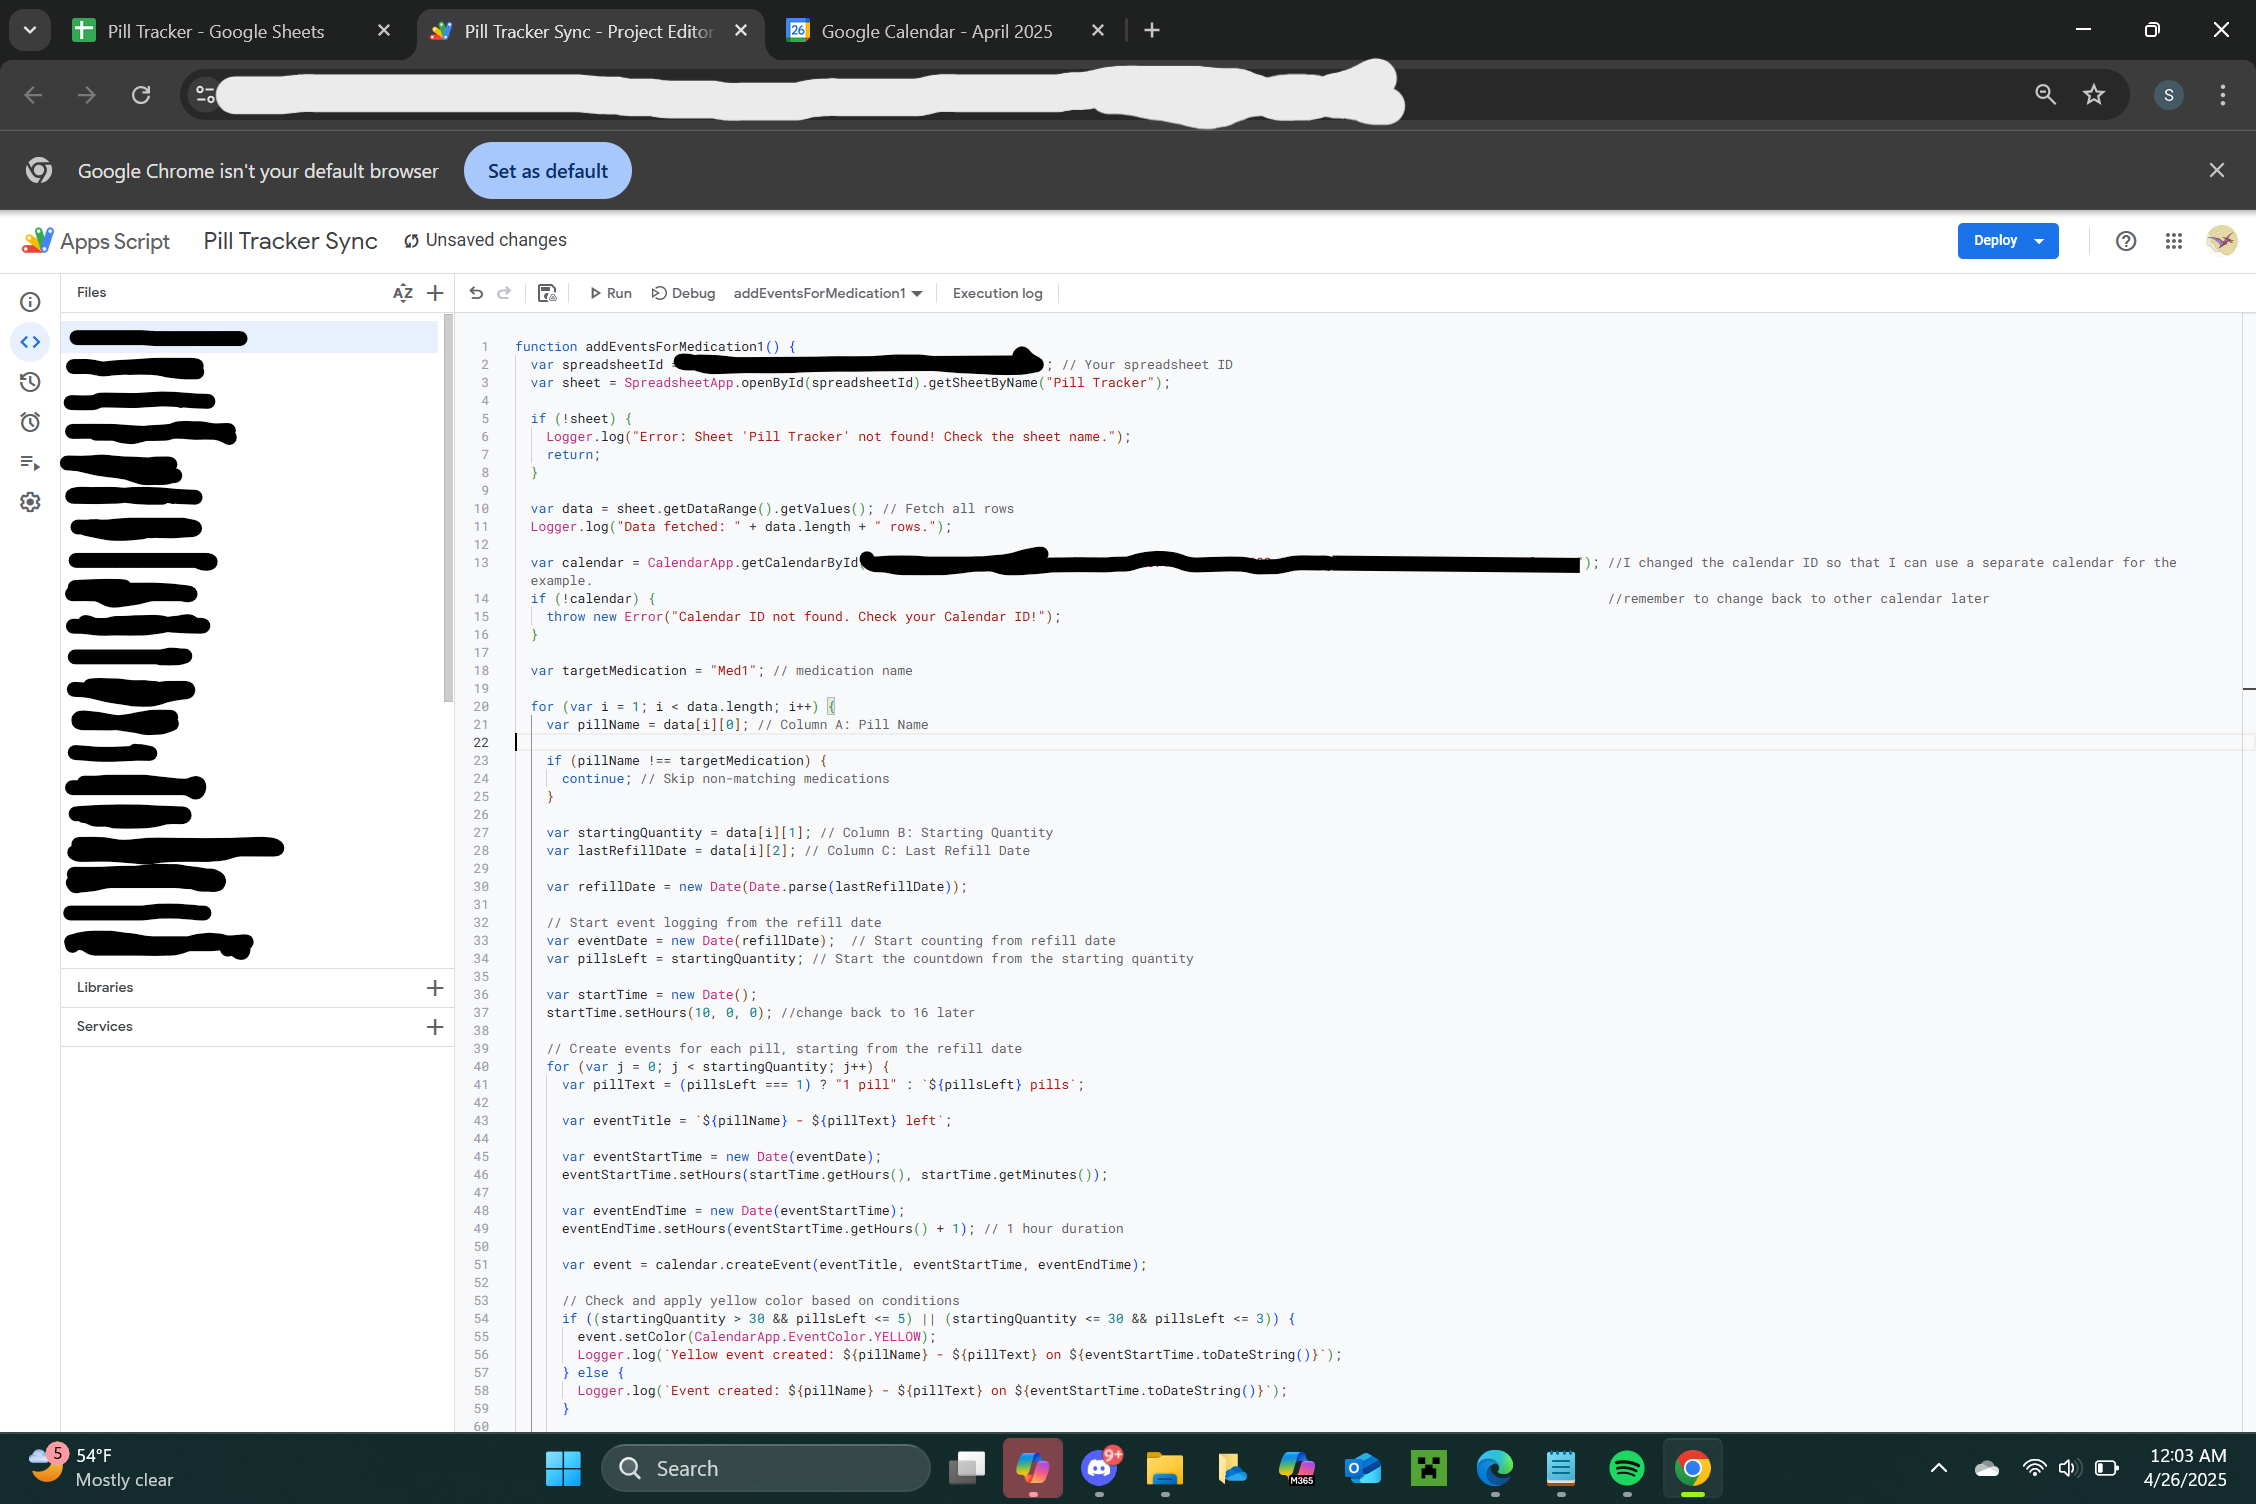 Pill Tracker - Google Sheets
Pill Tracker Sync - Project Editor
Google Calendar - April 2025
S
Google Chrome isn't your default browser
Set as default
Apps Script
Pill Tracker Sync
Unsaved changes
Deploy
Files
AZ
Run
Debug
addEventsForMedication1
Execution log
1 function addEventsForMedication1() {
2 var spreadsheetId ; // Your spreadsheet ID
3 var sheet = SpreadsheetApp.openById(spreadsheetId).getSheetByName("Pill Tracker");
4
5 if (!sheet) {
6 Logger.log("Error: Sheet 'Pill Tracker' not found! Check the sheet name.");
7 return;
8 }
9
10 var data = sheet.getDataRange().getValues(); // Fetch all rows
11 Logger.log("Data fetched: " + data.length + " rows.");
12
13 var calendar = CalendarApp.getCalendarById( "); //I changed the calendar ID so that I can use a separate calendar for the
example.
14 if (!calendar) { //remember to change back to other calendar later
15 throw new Error("Calendar ID not found. Check your Calendar ID!");
16 }
17
18 var targetMedication = "Med1"; // medication name
19
20 for (var i = 1; i < data.length; i++) {
21 var pillName = data[i][0]; // Column A: Pill Name
22
23 if (pillName !== targetMedication) {
24 continue; // Skip non-matching medications
25 }
26
27 var startingQuantity = data[i][1]; // Column B: Starting Quantity
28 var lastRefillDate = data[i][2]; // Column C: Last Refill Date
29
30 var refillDate = new Date(Date.parse(lastRefillDate));
31
32 // Start event logging from the refill date
33 var eventDate = new Date(refillDate);  // Start counting from refill date
34 var pillsLeft = startingQuantity; // Start the countdown from the starting quantity
35
36 var startTime = new Date();
37 startTime.setHours(10, 0, 0); //change back to 16 later
38
39 // Create events for each pill, starting from the refill date
40 for (var j = 0; j < startingQuantity; j++) {
41 var pillText = (pillsLeft === 1) ? "1 pill" : `${pillsLeft} pills`;
42
43 var eventTitle = `${pillName} - ${pillText} left`;
44
45 var eventStartTime = new Date(eventDate);
46 eventStartTime.setHours(startTime.getHours(), startTime.getMinutes());
47
48 var eventEndTime = new Date(eventStartTime);
49 eventEndTime.setHours(eventStartTime.getHours() + 1); // 1 hour duration
50
51 var event = calendar.createEvent(eventTitle, eventStartTime, eventEndTime);
52
53 // Check and apply yellow color based on conditions
54 if ((startingQuantity > 30 && pillsLeft <= 5) || (startingQuantity <= 30 && pillsLeft <= 3)) {
55 event.setColor(CalendarApp.EventColor.YELLOW);
56 Logger.log(`Yellow event created: ${pillName} - ${pillText} on ${eventStartTime.toDateString()}`);
57 } else {
58 Logger.log(`Event created: ${pillName} - ${pillText} on ${eventStartTime.toDateString()}`);
59 }
60
Libraries
Services
5
54°F
Mostly clear
Search
9+
M365
12:03 AM
4/26/2025